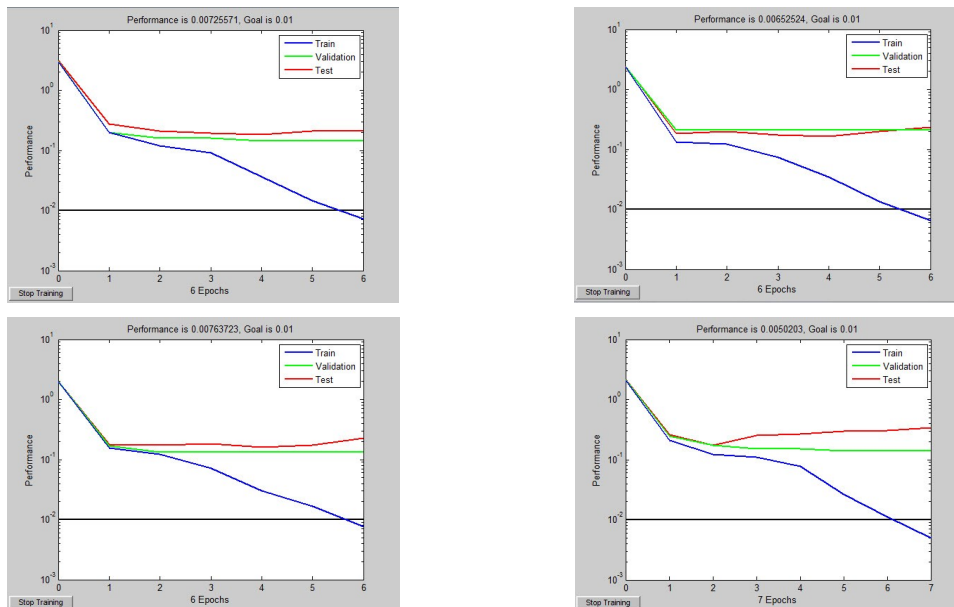 Performance is 0.00725571, Goal is 0.01
10^1
10^0
10^-1
10^-2
10^-3
Performance
Train
Validation
Test
0 1 2 3 4 5 6
6 Epochs
Stop Training
Performance is 0.00652524, Goal is 0.01
10^1
10^0
10^-1
10^-2
10^-3
Performance
Train
Validation
Test
0 1 2 3 4 5 6
6 Epochs
Stop Training
Performance is 0.00763723, Goal is 0.01
10^1
10^0
10^-1
10^-2
10^-3
Performance
Train
Validation
Test
0 1 2 3 4 5 6
6 Epochs
Stop Training
Performance is 0.0050203, Goal is 0.01
10^1
10^0
10^-1
10^-2
10^-3
Performance
Train
Validation
Test
0 1 2 3 4 5 6 7
7 Epochs
Stop Training